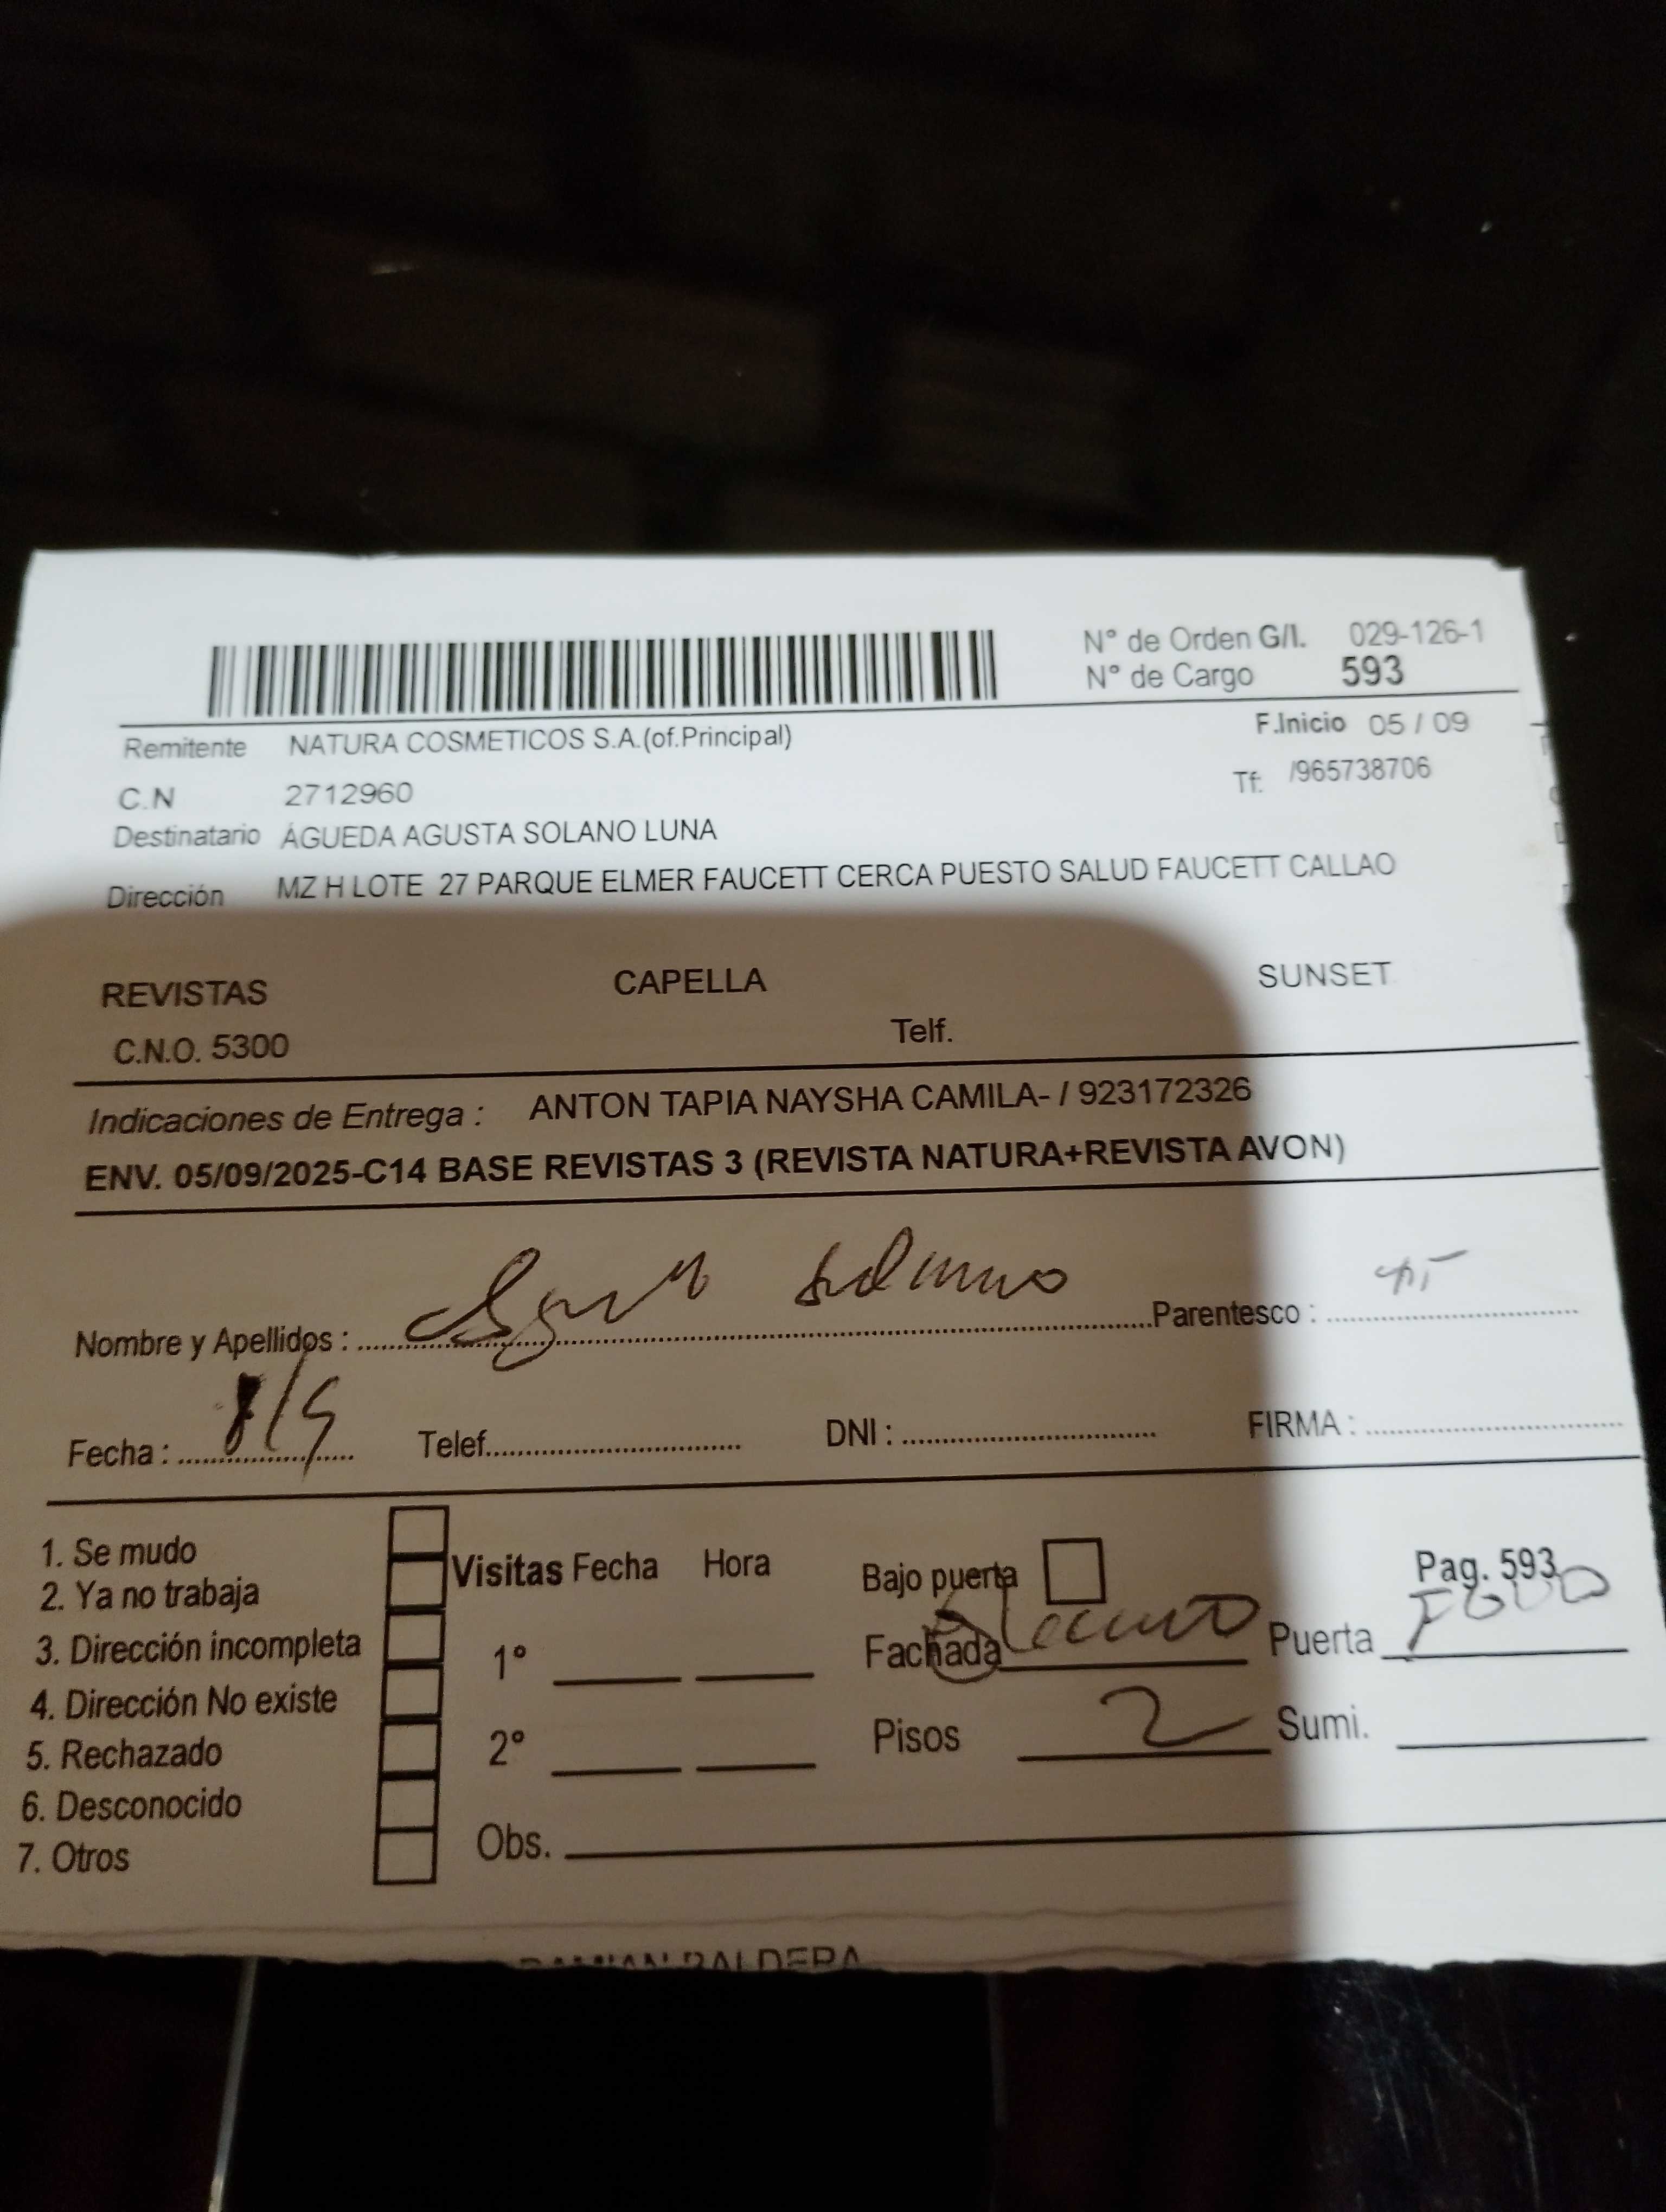 N° de Orden G/I. 029-126-1
N° de Cargo 593
Remitente NATURA COSMETICOS S.A.(of.Principal) F.Inicio 05 / 09
C.N 2712960 Tf: /965738706
Destinatario ÁGUEDA AGUSTA SOLANO LUNA
Dirección MZ H LOTE 27 PARQUE ELMER FAUCETT CERCA PUESTO SALUD FAUCETT CALLAO
REVISTAS CAPELLA SUNSET
C.N.O. 5300 Telf.
Indicaciones de Entrega : ANTON TAPIA NAYSHA CAMILA- / 923172326
ENV. 05/09/2025-C14 BASE REVISTAS 3 (REVISTA NATURA+REVISTA AVON)
Nombre y Apellidos : Solano Parentesco :
Fecha : 8/9 Telef. DNI : FIRMA :
1. Se mudo
2. Ya no trabaja
3. Dirección incompleta
4. Dirección No existe
5. Rechazado
6. Desconocido
7. Otros
Visitas Fecha Hora
1°
2°
Obs.
Bajo puerta Pag. 593
Fachada Puerta
Pisos 2 Sumi.